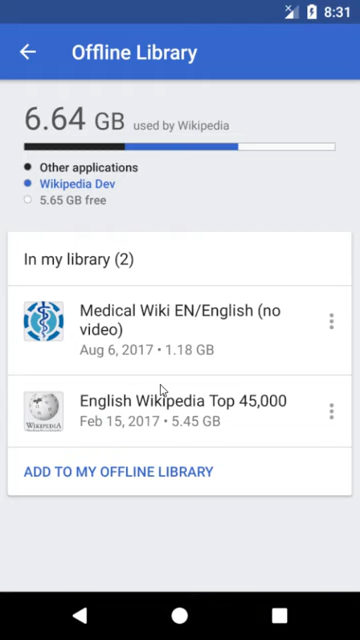 8:31
Offline Library
6.64 GB used by Wikipedia
Other applications
Wikipedia Dev
5.65 GB free
In my library (2)
Medical Wiki EN/English (no
video)
Aug 6, 2017 • 1.18 GB
English Wikipedia Top 45,000
Feb 15, 2017 • 5.45 GB
WIKIPEDIA
ADD TO MY OFFLINE LIBRARY